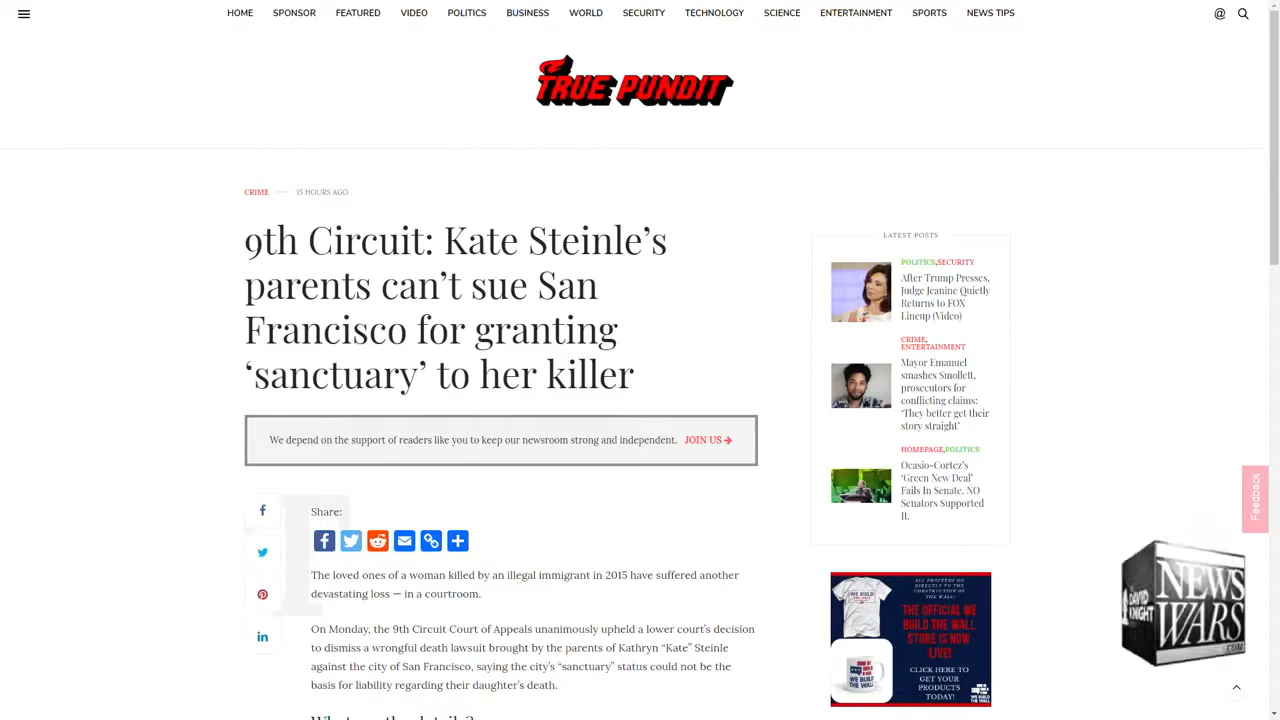 HOME SPONSOR FEATURED VIDEO POLITICS BUSINESS WORLD SECURITY TECHNOLOGY SCIENCE ENTERTAINMENT SPORTS NEWS TIPS
TRUE PUNDIT
CRIME — 15 HOURS AGO
9th Circuit: Kate Steinle’s
parents can’t sue San
Francisco for granting
‘sanctuary’ to her killer
We depend on the support of readers like you to keep our newsroom strong and independent. JOIN US
Share:
The loved ones of a woman killed by an illegal immigrant in 2015 have suffered another
devastating loss — in a courtroom.
On Monday, the 9th Circuit Court of Appeals unanimously upheld a lower court’s decision
to dismiss a wrongful death lawsuit brought by the parents of Kathryn “Kate” Steinle
against the city of San Francisco, saying the city’s “sanctuary” status could not be the
basis for liability regarding their daughter’s death.
LATEST POSTS
POLITICS,SECURITY
After Trump Presses,
Judge Jeanine Quietly
Returns to FOX
Lineup (Video)
CRIME,
ENTERTAINMENT
Mayor Emanuel
smashes Smollett,
prosecutors for
conflicting claims:
‘They better get their
story straight’
HOMEPAGE,POLITICS
Ocasio-Cortez’s
‘Green New Deal’
Fails In Senate. NO
Senators Supported
It.
ALL PROCEEDS GO
DIRECTLY TO THE
CONSTRUCTION OF
THE WALL!
THE OFFICIAL WE
BUILD THE WALL
STORE IS NOW
LIVE!
CLICK HERE TO
GET YOUR
PRODUCTS
TODAY!
WE BUILD
THE WALL
Feedback
DAVID KNIGHT
NEWS
WARS
.COM